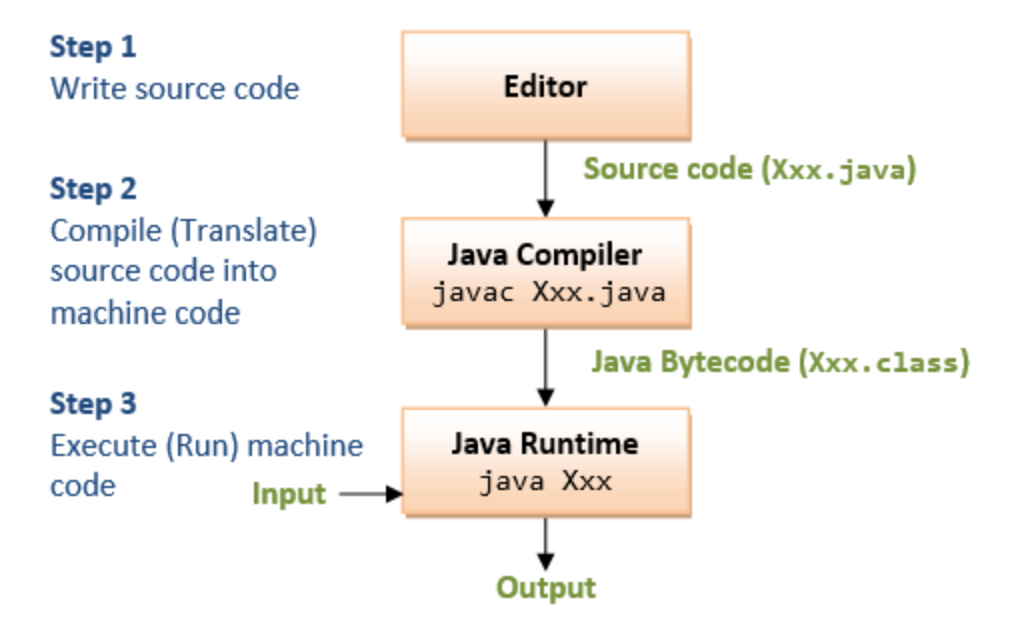 Step 1
Write source code
Editor
Source code (Xxx.java)
Step 2
Compile (Translate)
source code into
machine code
Java Compiler
javac Xxx.java
Java Bytecode (Xxx.class)
Step 3
Execute (Run) machine
code
Input
Java Runtime
java Xxx
Output